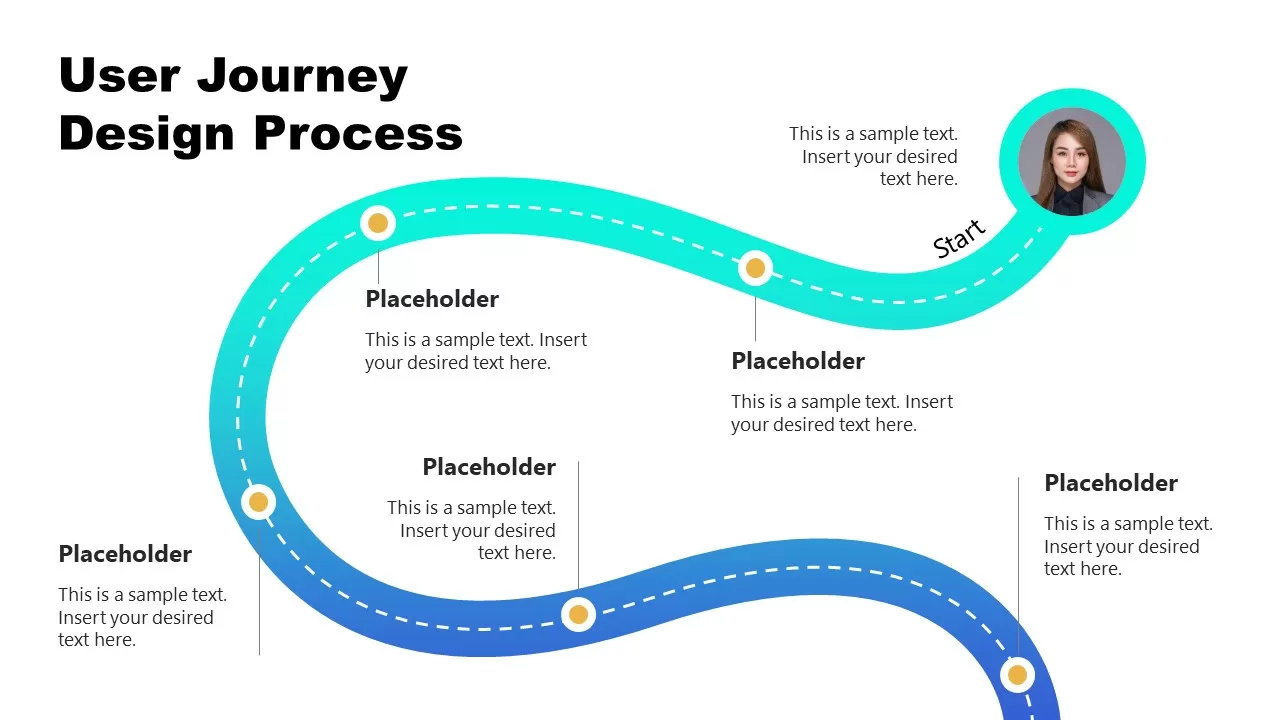 User Journey
Design Process
This is a sample text.
Insert your desired
text here.
Start
Placeholder
This is a sample text. Insert
your desired text here.
Placeholder
This is a sample text. Insert
your desired text here.
Placeholder
This is a sample text.
Insert your desired
text here.
Placeholder
This is a sample text.
Insert your desired
text here.
Placeholder
This is a sample text.
Insert your desired
text here.